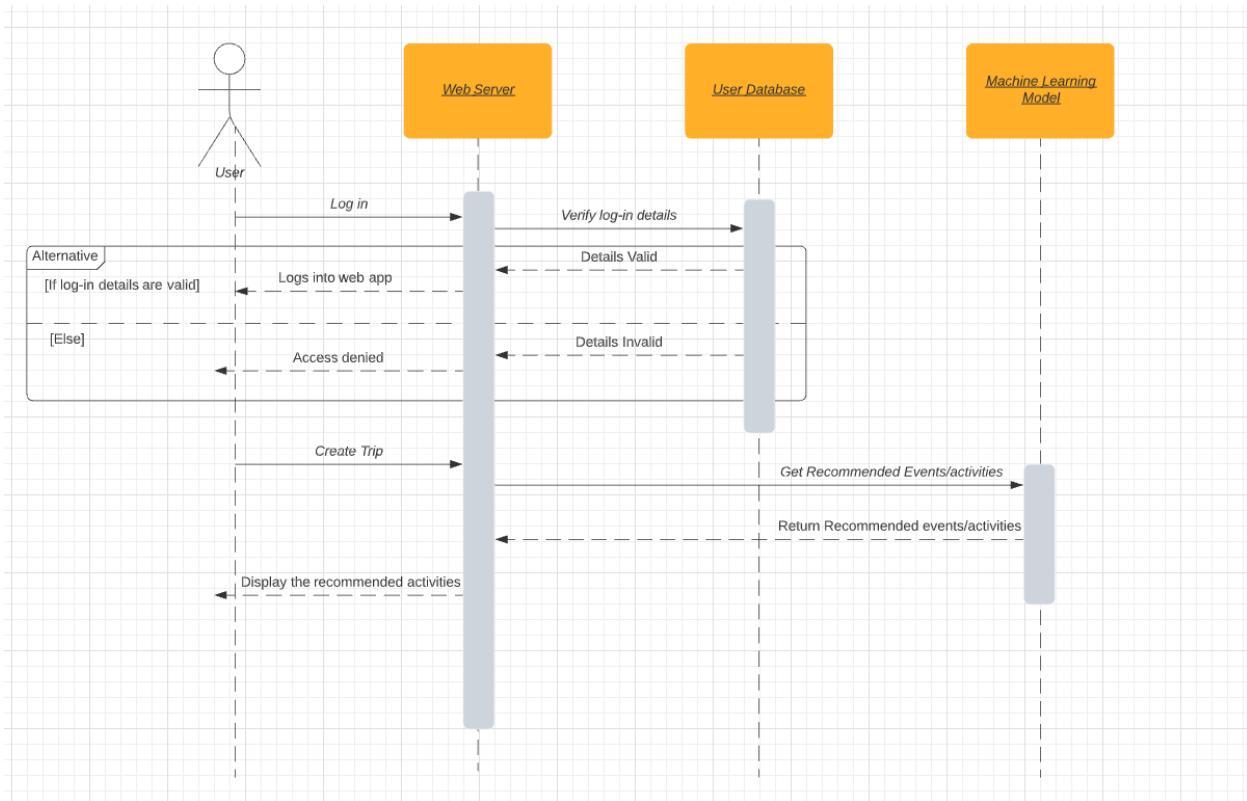 Web Server
User Database
Machine Learning
Model
User
Log in
Verify log-in details
Alternative
Details Valid
[If log-in details are valid]
Logs into web app
[Else]
Details Invalid
Access denied
Create Trip
Get Recommended Events/activities
Return Recommended events/activities
Display the recommended activities